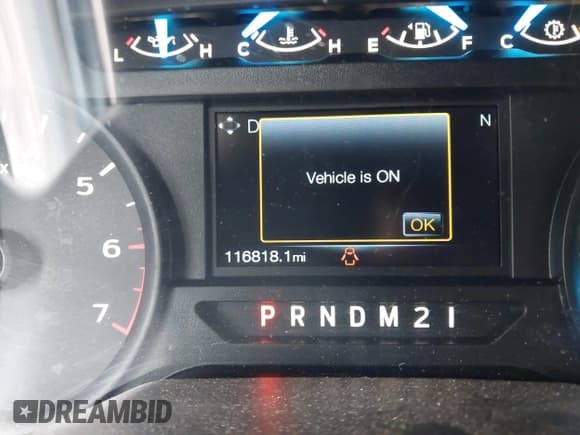 L H C H E F C
D N
Vehicle is ON
OK
116818.1mi
5
6
7
P R N D M 2 1
DREAMBID